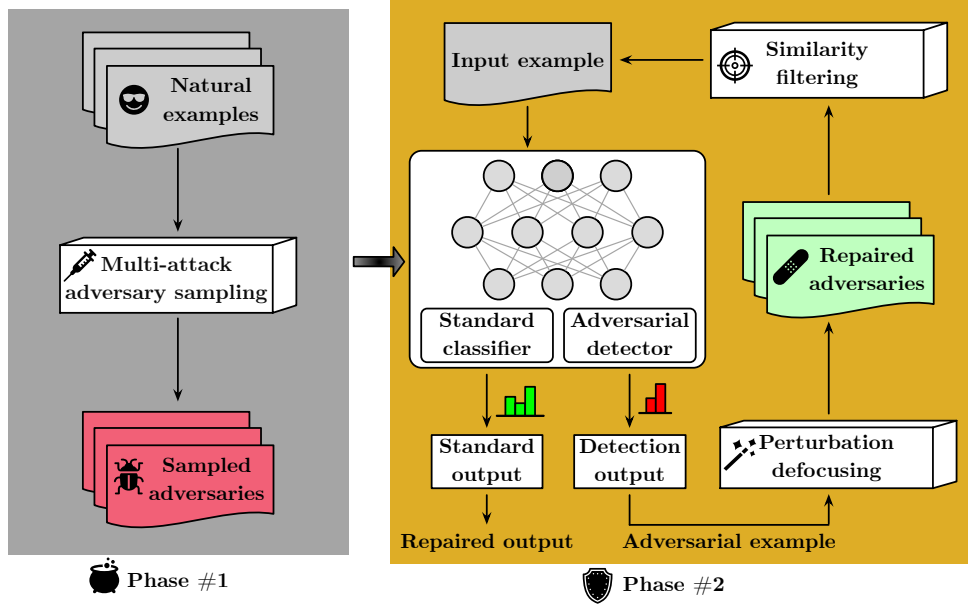 Natural
examples
Multi-attack
adversary sampling
Sampled
adversaries
Phase #1
Input example
Similarity
filtering
Standard
classifier
Adversarial
detector
Repaired
adversaries
Standard
output
Detection
output
Perturbation
defocusing
Repaired output
Adversarial example
Phase #2